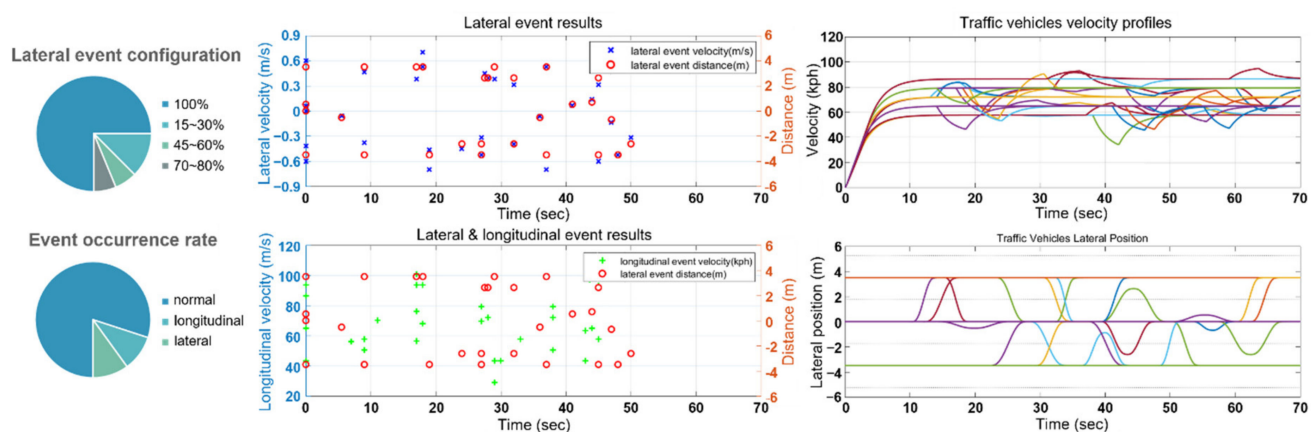 Lateral event configuration
100%
15~30%
45~60%
70~80%
Lateral event results
Lateral velocity (m/s)
0.9
0.6
0.3
0
-0.3
-0.6
-0.9
lateral event velocity(m/s)
lateral event distance(m)
6
4
2
0
-2
-4
-6
Distance (m)
0 10 20 30 40 50 60 70
Time (sec)
Traffic vehicles velocity profiles
Velocity (kph)
120
100
80
60
40
20
0
0 10 20 30 40 50 60 70
Time (sec)
Event occurrence rate
normal
longitudinal
lateral
Lateral & longitudinal event results
Longitudinal velocity (m/s)
120
100
80
60
40
20
longitudinal event velocity(kph)
lateral event distance(m)
6
4
2
0
-2
-4
-6
Distance (m)
0 10 20 30 40 50 60 70
Time (sec)
Traffic Vehicles Lateral Position
Lateral position (m)
6
4
2
0
-2
-4
-6
0 10 20 30 40 50 60 70
Time (sec)